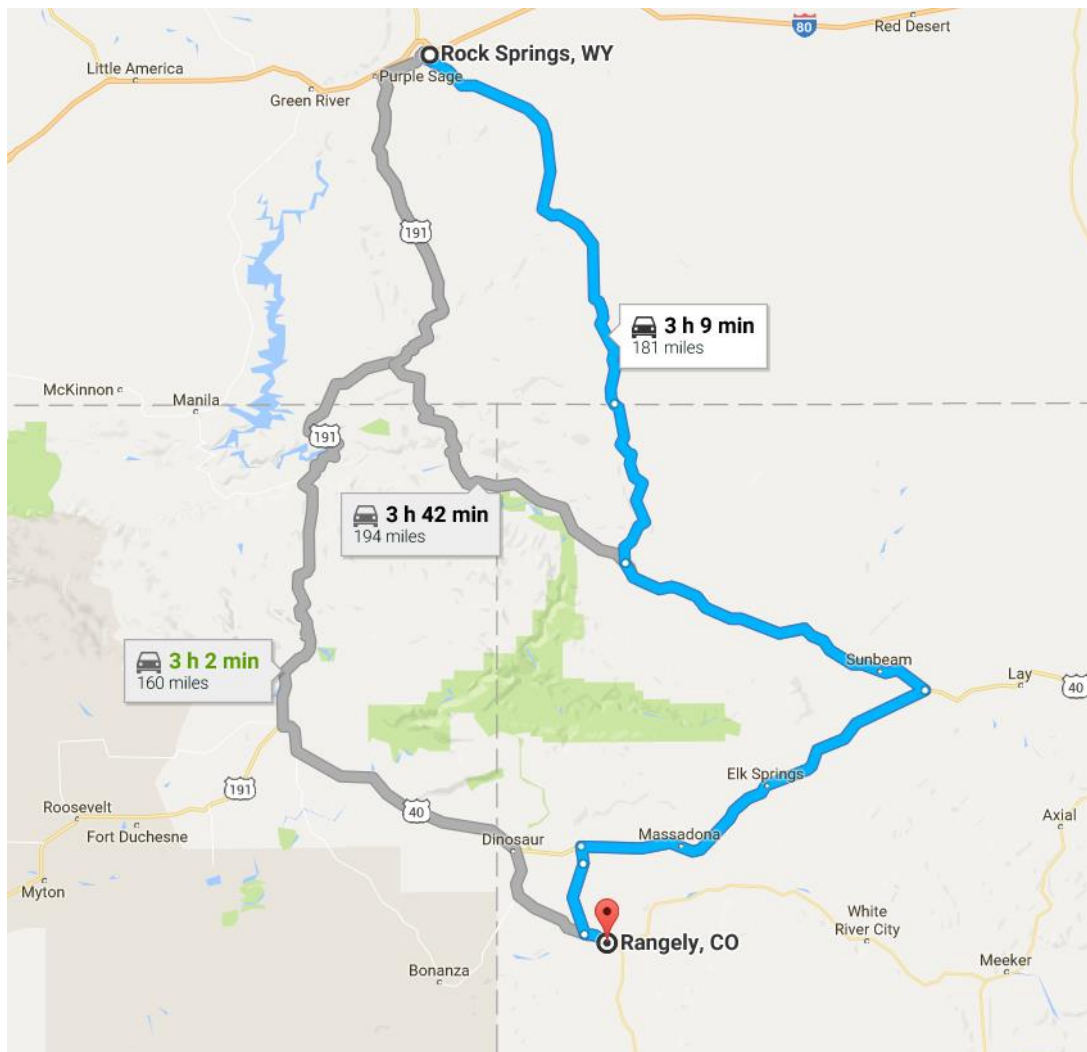 80
Red Desert
Rock Springs, WY
Little America
Purple Sage
Green River
191
3 h 9 min
181 miles
McKinnon
Manila
191
3 h 42 min
194 miles
3 h 2 min
160 miles
Sunbeam
Lay
40
Elk Springs
191
Roosevelt
40
Axial
Fort Duchesne
Dinosaur
Massadona
Myton
White
River City
Rangely, CO
Meeker
Bonanza